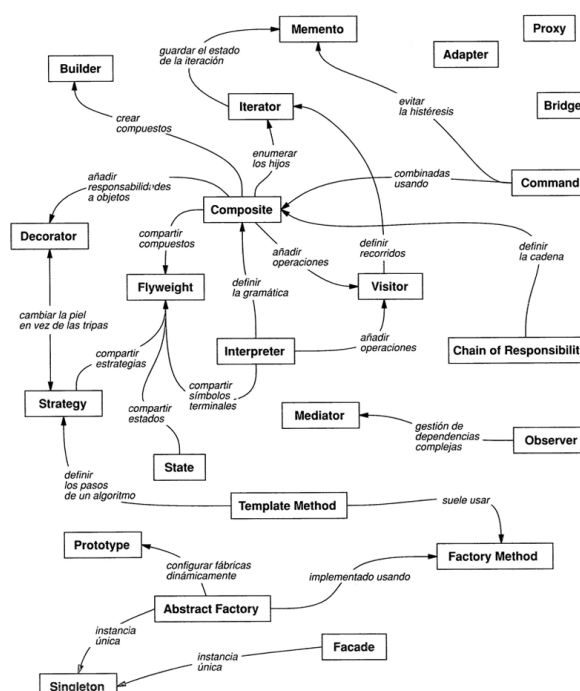 Memento
Proxy
Adapter
guardar el estado
de la iteración
Builder
Iterator
evitar
la histéresis
Bridge
crear
compuestos
enumerar
los hijos
añadir
responsabilidades
a objetos
combinadas
usando
Command
Composite
Decorator
compartir
compuestos
añadir
operaciones
definir
recorridos
definir
la cadena
Flyweight
definir
la gramática
Visitor
cambiar la piel
en vez de las tripas
compartir
estrategias
Interpreter
añadir
operaciones
Chain of Responsibilit
compartir
símbolos
terminales
Strategy
compartir
estados
Mediator
gestión de
dependencias
complejas
Observer
State
definir
los pasos
de un algoritmo
Template Method
suele usar
Prototype
configurar fábricas
dinámicamente
Factory Method
implementado usando
Abstract Factory
instancia
única
Facade
instancia
única
Singleton